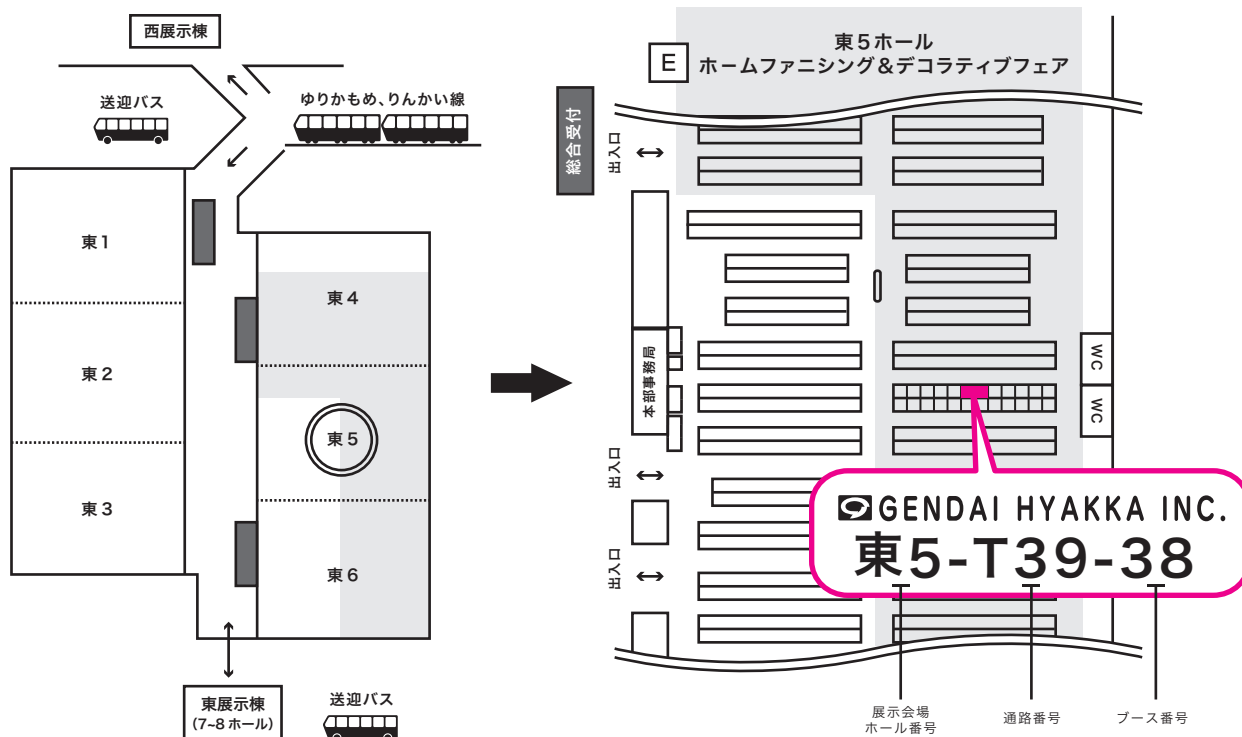 西展示棟
送迎バス
ゆりかもめ、りんかい線
東1
東2
東3
東4
東5
東6
東展示棟
(7~8ホール)
送迎バス
E
東5ホール
ホームファニシング&デコラティブフェア
総合受付
出入口
本部事務局
WC
WC
出入口
出入口
GENDAI HYAKKA INC.
東5-T39-38
展示会場
ホール番号
通路番号
ブース番号